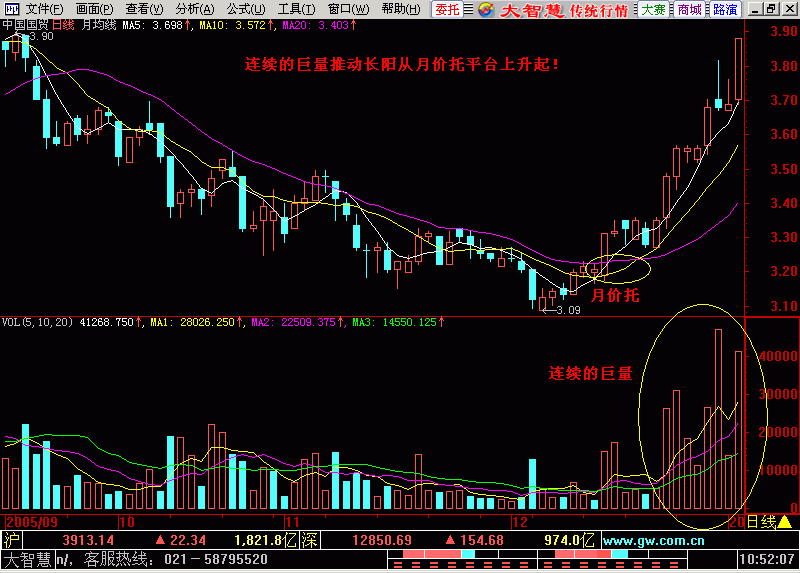 文件(F) 画面(P) 查看(V) 分析(A) 公式(U) 工具(T) 窗口(W) 帮助(H) 委托 大智慧 传统行情 大赛 商城 路演
中国国贸日线 月均线 MA5: 3.698↑, MA10: 3.572↑, MA20: 3.403↑
3.90
连续的巨量推动长阳从月价托平台上升起!
3.90
3.80
3.70
3.60
3.50
3.40
3.30
3.20
3.10
月价托
3.09
VOL(5,10,20) 41268.750↑, MA1: 28026.250↑, MA2: 22509.375↑, MA3: 14550.125↑
连续的巨量
40000
30000
20000
10000
0
2005/09 10 11 12 20 日线
沪 3913.14 ▲ 22.34 1,821.8亿 深 12850.69 ▲ 154.68 974.0亿 www.gw.com.cn
大智慧 n/, 客服热线: 021-58795520 10:52:07